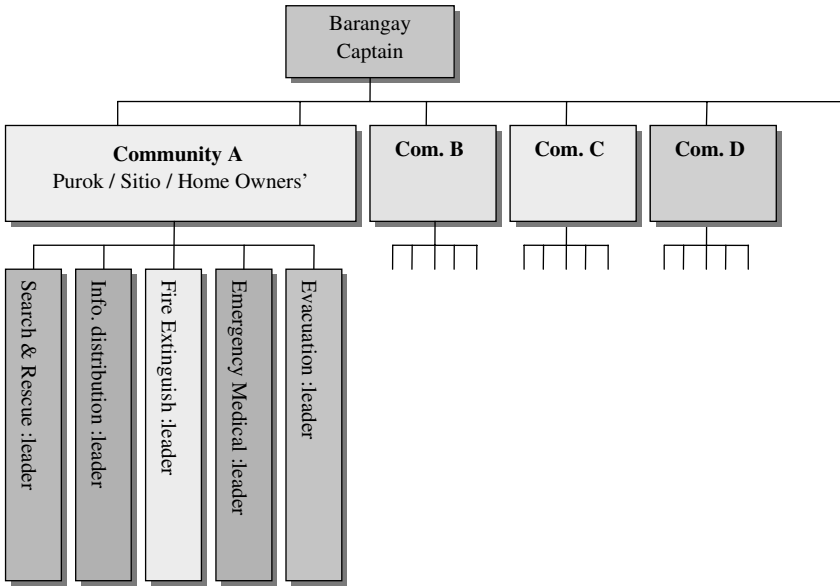 Barangay
Captain
Community A
Purok / Sitio / Home Owners’
Com. B
Com. C
Com. D
Search & Rescue :leader
Info. distribution :leader
Fire Extinguish :leader
Emergency Medical :leader
Evacuation :leader